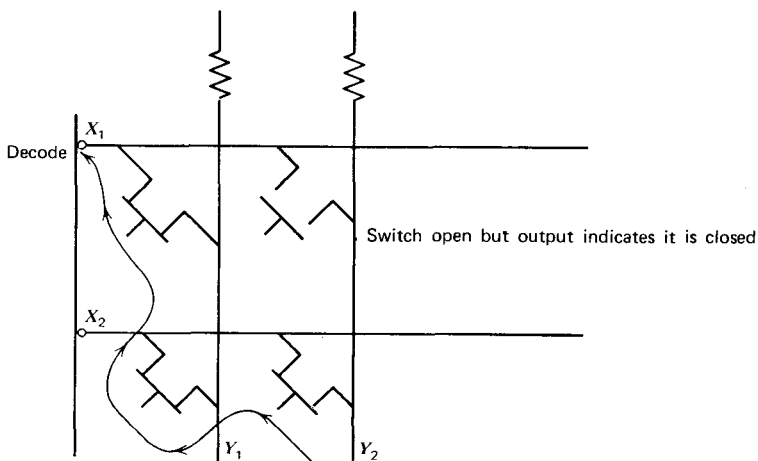 X1
Decode
Switch open but output indicates it is closed
X2
Y1
Y2